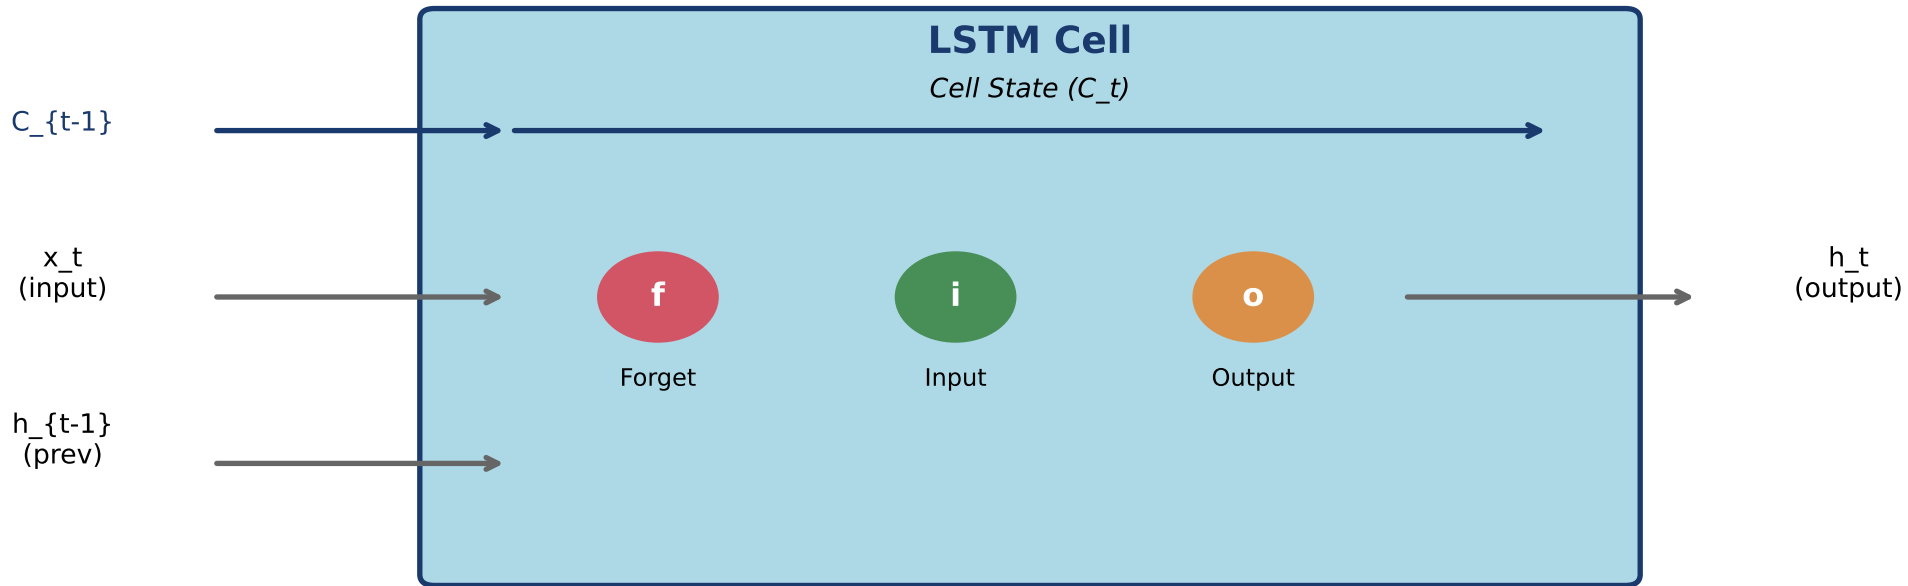 LSTM Cell
Cell State (C_t)
C_{t-1}
x_t
(input)
f
i
o
h_t
(output)
Forget
Input
Output
h_{t-1}
(prev)